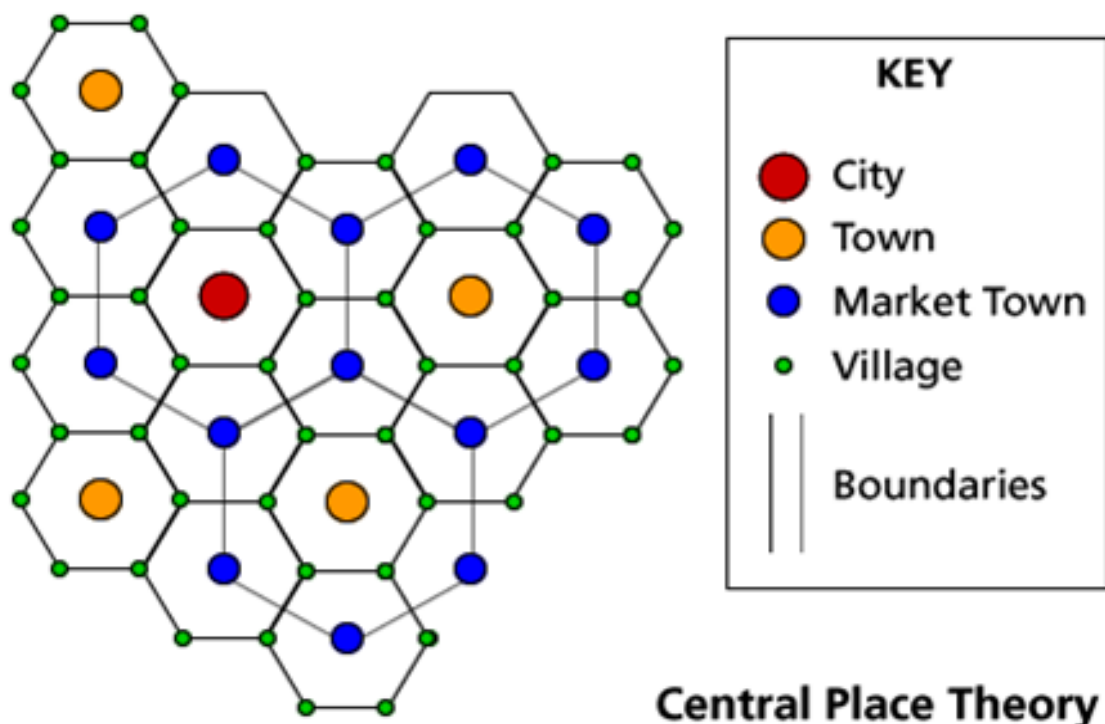 KEY
City
Town
Market Town
Village
Boundaries
Central Place Theory